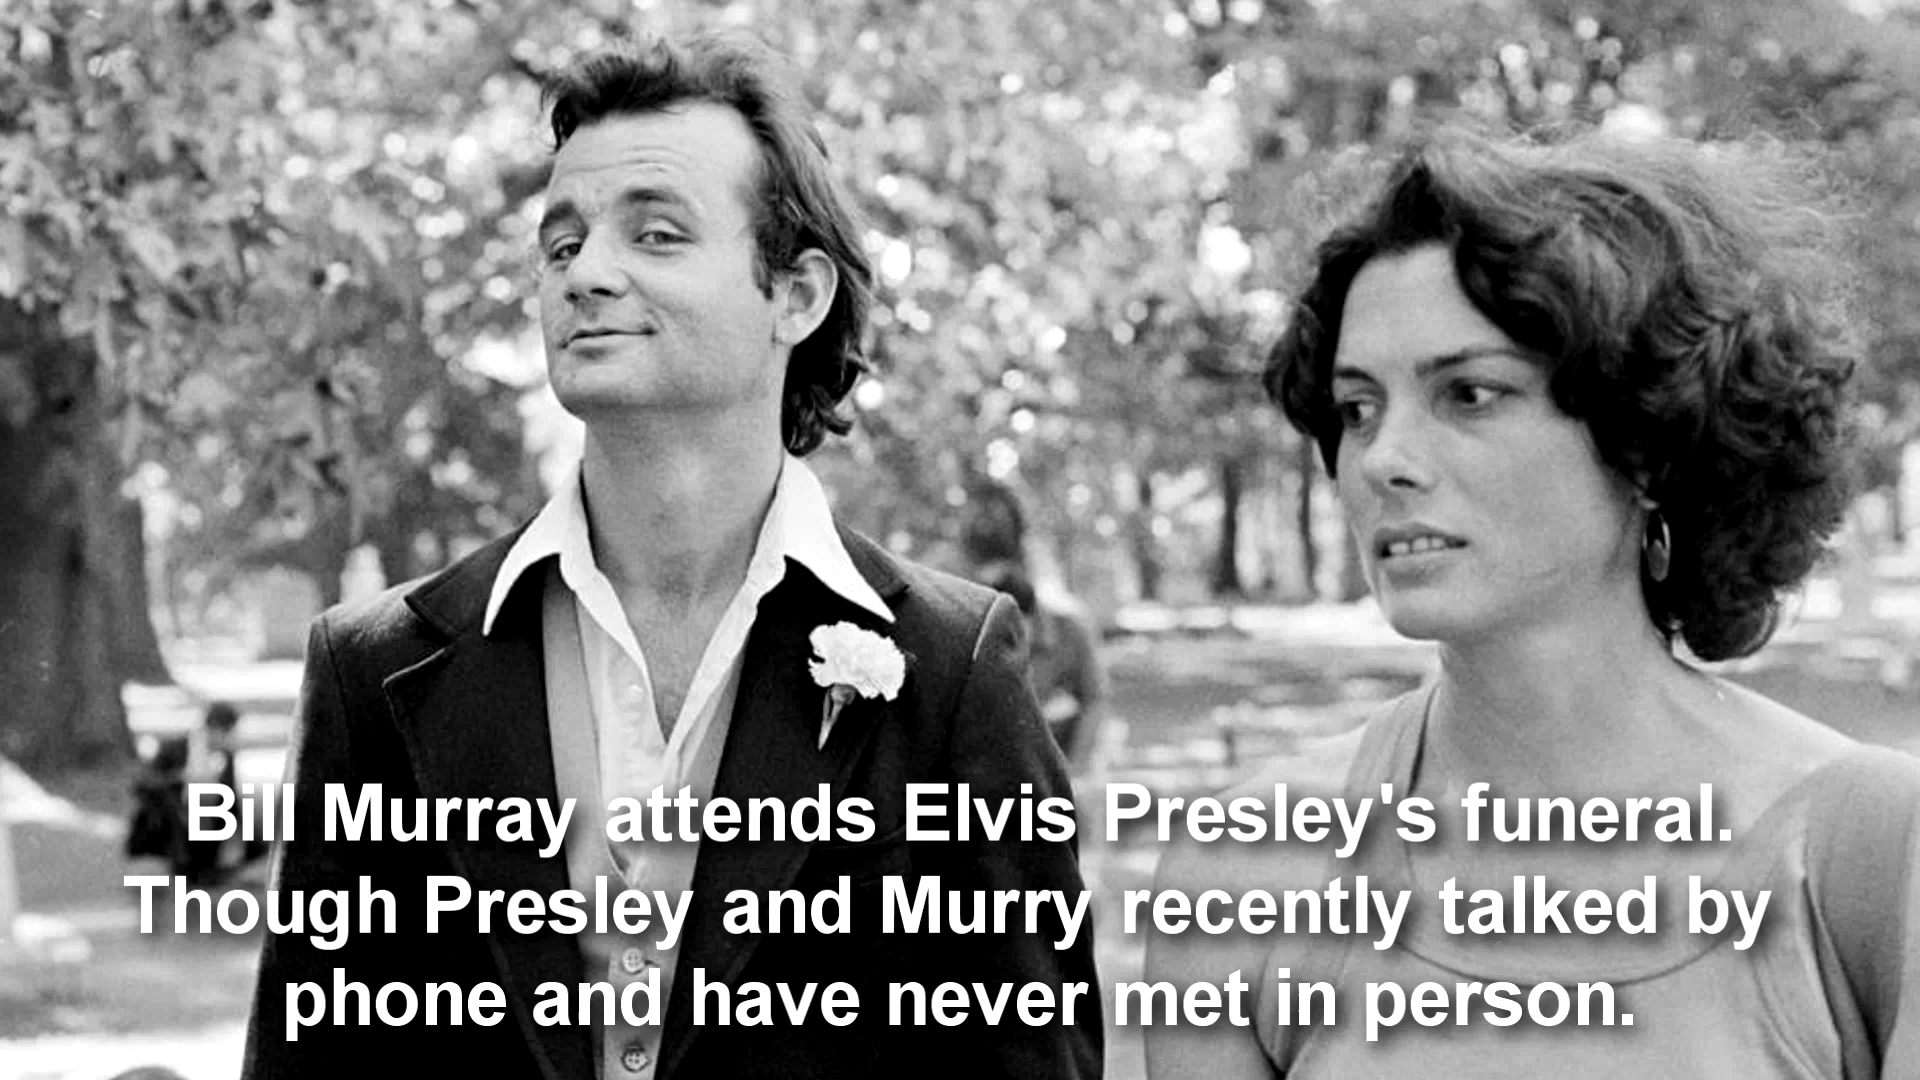 Bill Murray attends Elvis Presley's funeral.
Though Presley and Murry recently talked by
phone and have never met in person.